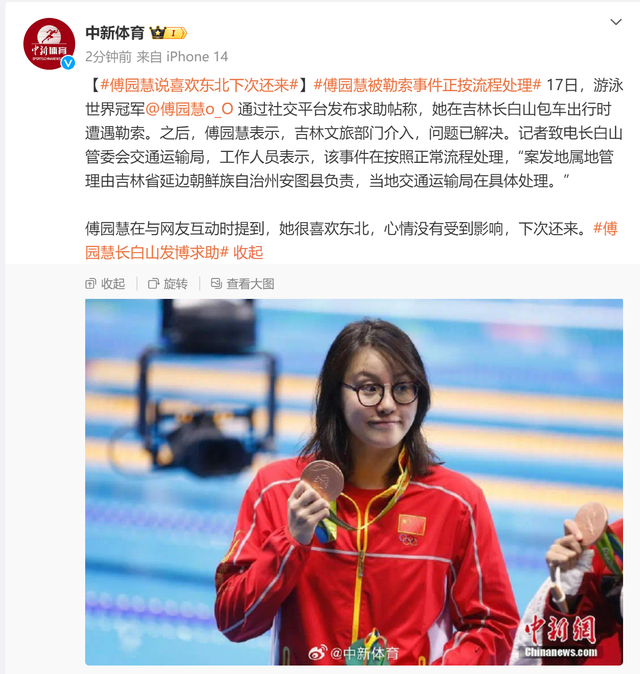 中新体育
1
2分钟前 来自 iPhone 14
中新体育
【#傅园慧说喜欢东北下次还来#】#傅园慧被勒索事件正按流程处理# 17日，游泳
世界冠军@傅园慧o_O 通过社交平台发布求助帖称，她在吉林长白山包车出行时
遭遇勒索。之后，傅园慧表示，吉林文旅部门介入，问题已解决。记者致电长白山
管委会交通运输局，工作人员表示，该事件在按照正常流程处理，“案发地属地管
理由吉林省延边朝鲜族自治州安图县负责，当地交通运输局在具体处理。”
傅园慧在与网友互动时提到，她很喜欢东北，心情没有受到影响，下次还来。#傅
园慧长白山发博求助# 收起
收起 旋转 查看大图
中新網
Chinanews.com
@中新体育